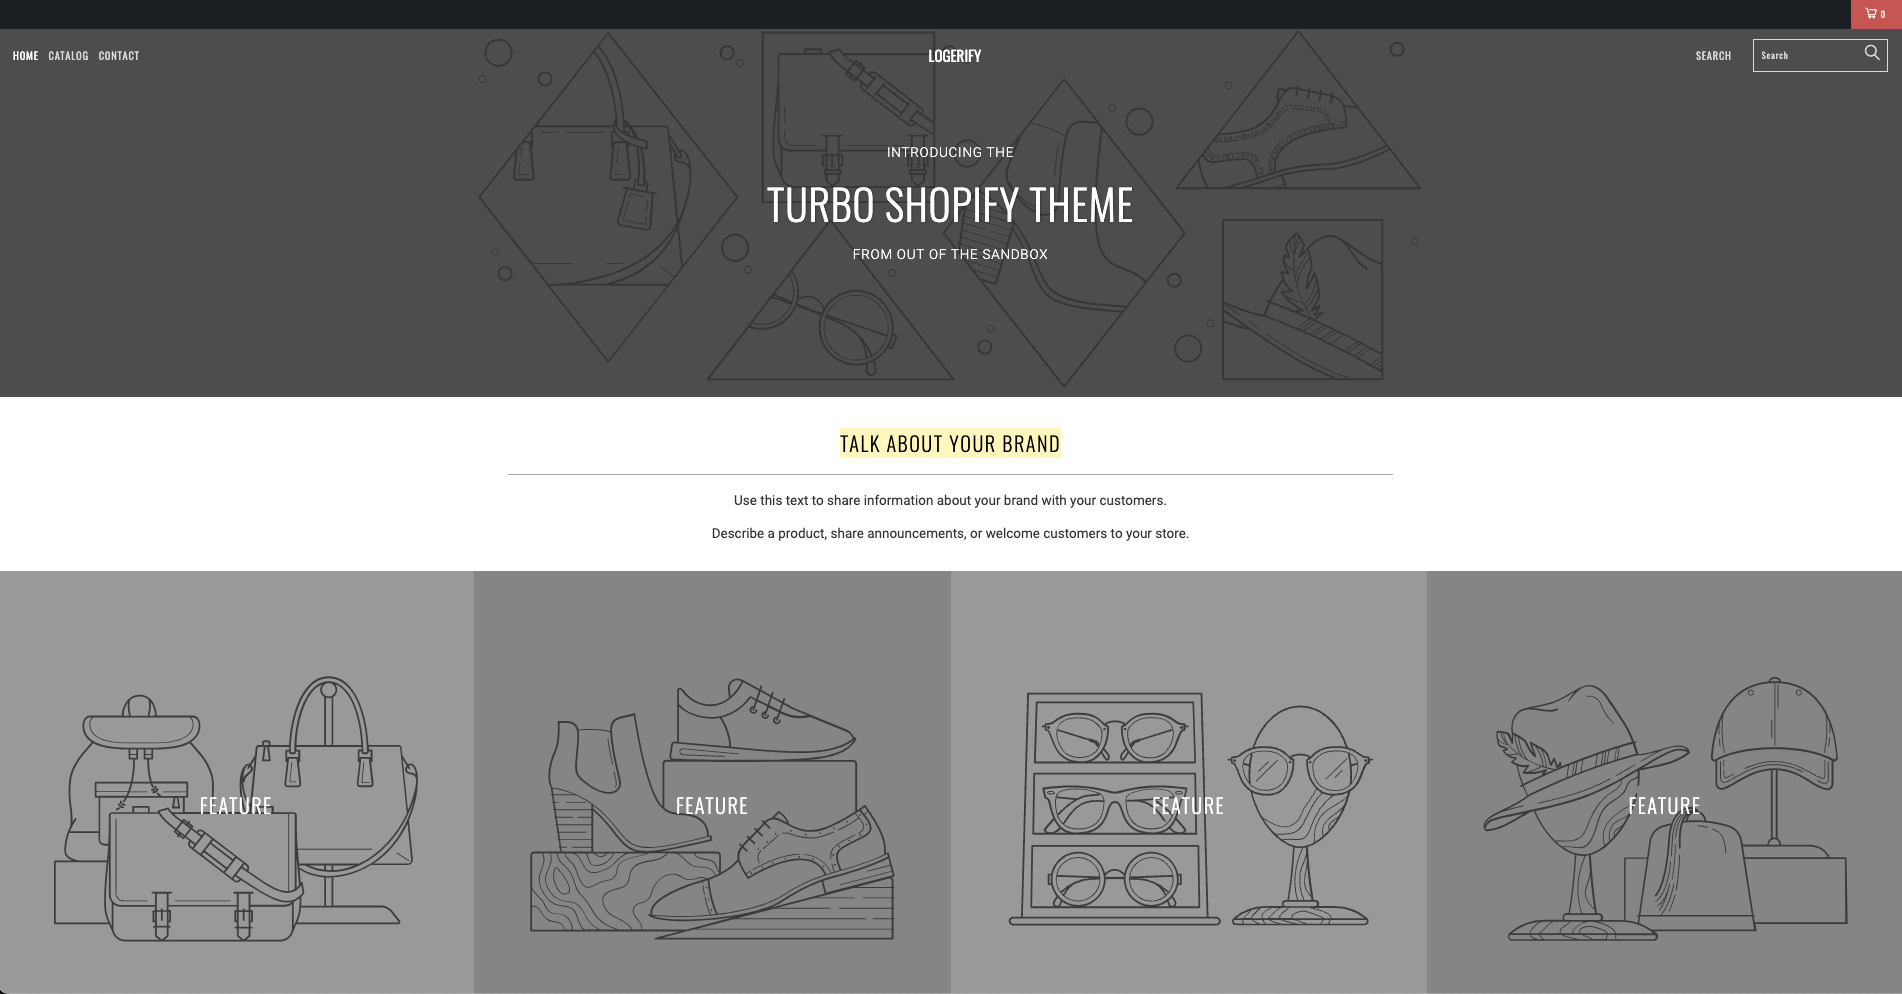 0
HOME CATALOG CONTACT
LOGERIFY
SEARCH
Search
INTRODUCING THE
TURBO SHOPIFY THEME
FROM OUT OF THE SANDBOX
TALK ABOUT YOUR BRAND
Use this text to share information about your brand with your customers.
Describe a product, share announcements, or welcome customers to your store.
FEATURE
FEATURE
FEATURE
FEATURE